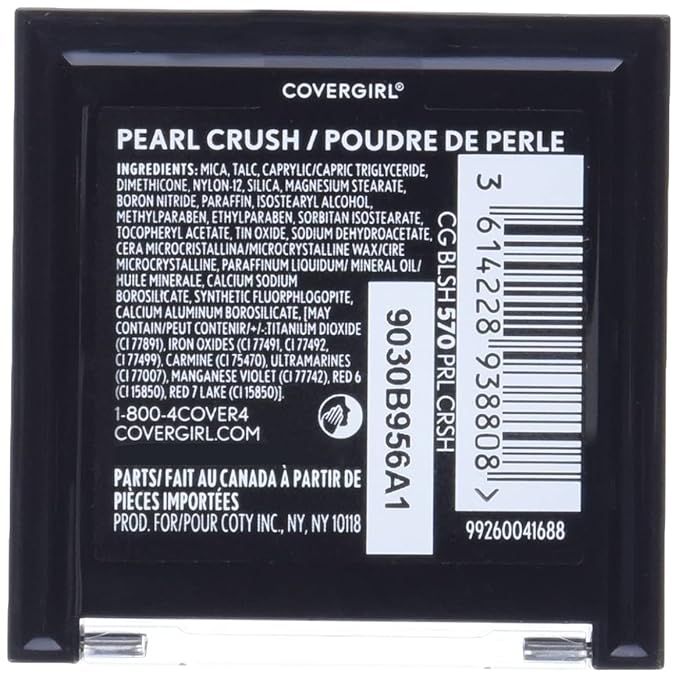 COVERGIRL®
PEARL CRUSH / POUDRE DE PERLE
INGREDIENTS: MICA, TALC, CAPRYLIC/CAPRIC TRIGLYCERIDE,
DIMETHICONE, NYLON-12, SILICA, MAGNESIUM STEARATE,
BORON NITRIDE, PARAFFIN, ISOSTEARYL ALCOHOL,
METHYLPARABEN, ETHYLPARABEN, SORBITAN ISOSTEARATE,
TOCOPHERYL ACETATE, TIN OXIDE, SODIUM DEHYDROACETATE,
CERA MICROCRISTALLINA/MICROCRYSTALLINE WAX/CIRE
MICROCRYSTALLINE, PARAFFINUM LIQUIDUM/ MINERAL OIL/
HUILE MINERALE, CALCIUM SODIUM
BOROSILICATE, SYNTHETIC FLUORPHLOGOPITE,
CALCIUM ALUMINUM BOROSILICATE, [MAY
CONTAIN/PEUT CONTENIR/+/-:TITANIUM DIOXIDE
(CI 77891), IRON OXIDES (CI 77491, CI 77492,
CI 77499), CARMINE (CI 75470), ULTRAMARINES
(CI 77007), MANGANESE VIOLET (CI 77742), RED 6
(CI 15850), RED 7 LAKE (CI 15850)].
1-800-4COVER4
COVERGIRL.COM
PARTS/ FAIT AU CANADA À PARTIR DE
PIÈCES IMPORTÉES
PROD. FOR/POUR COTY INC., NY, NY 10118
9030B956A1
CG BLSH 570 PRL CRSH
3 614228 938808 >
99260041688